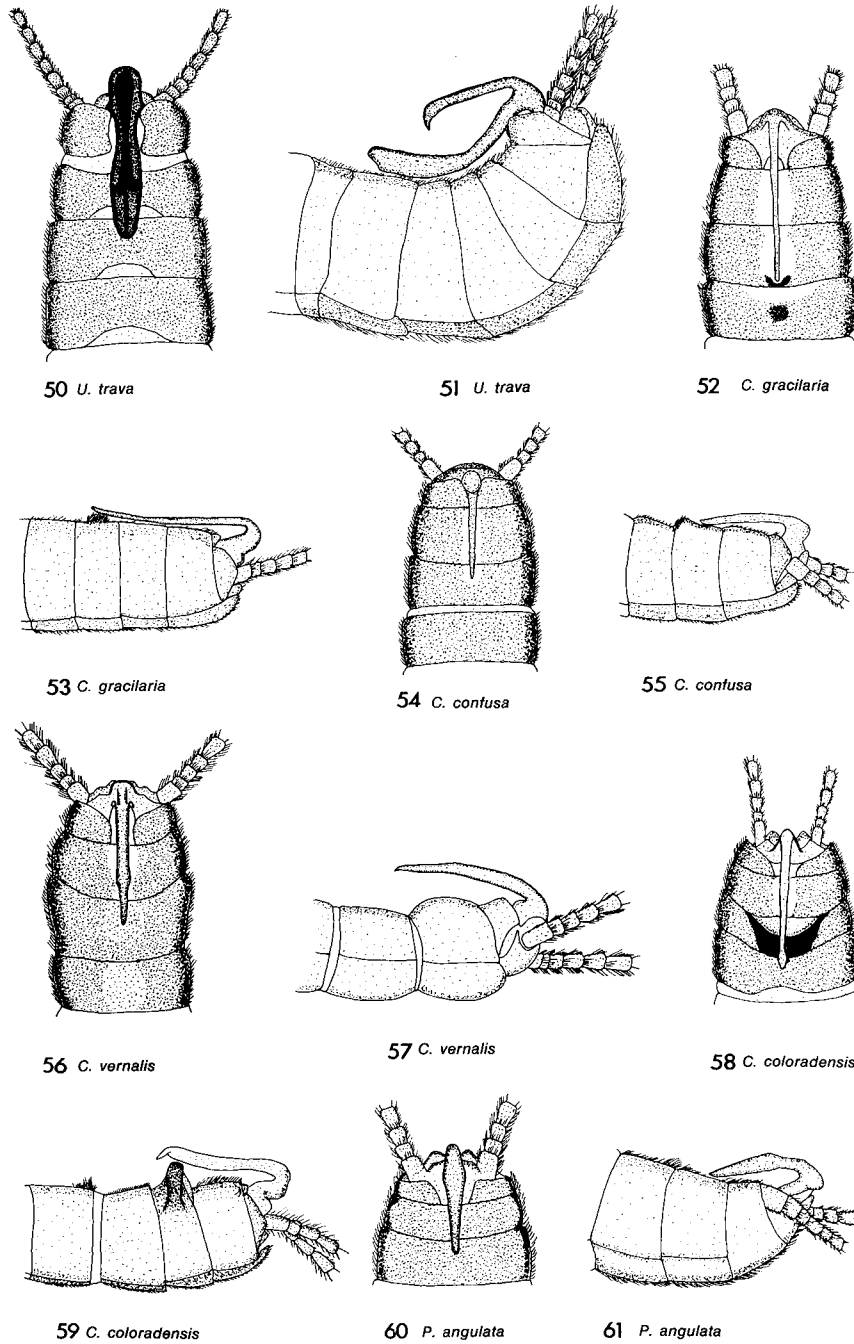 50 U. trava
51 U. trava
52 C. gracilaria
53 C. gracilaria
54 C. confusa
55 C. confusa
56 C. vernalis
57 C. vernalis
58 C. coloradensis
59 C. coloradensis
60 P. angulata
61 P. angulata